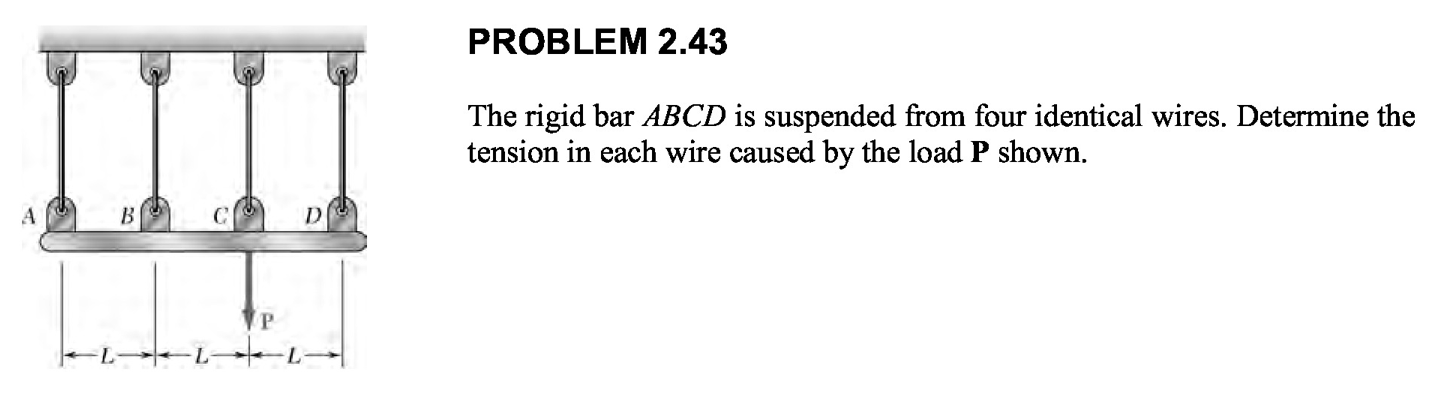 PROBLEM 2.43
The rigid bar ABCD is suspended from four identical wires. Determine the
tension in each wire caused by the load P shown.
A B C D
P
L L L